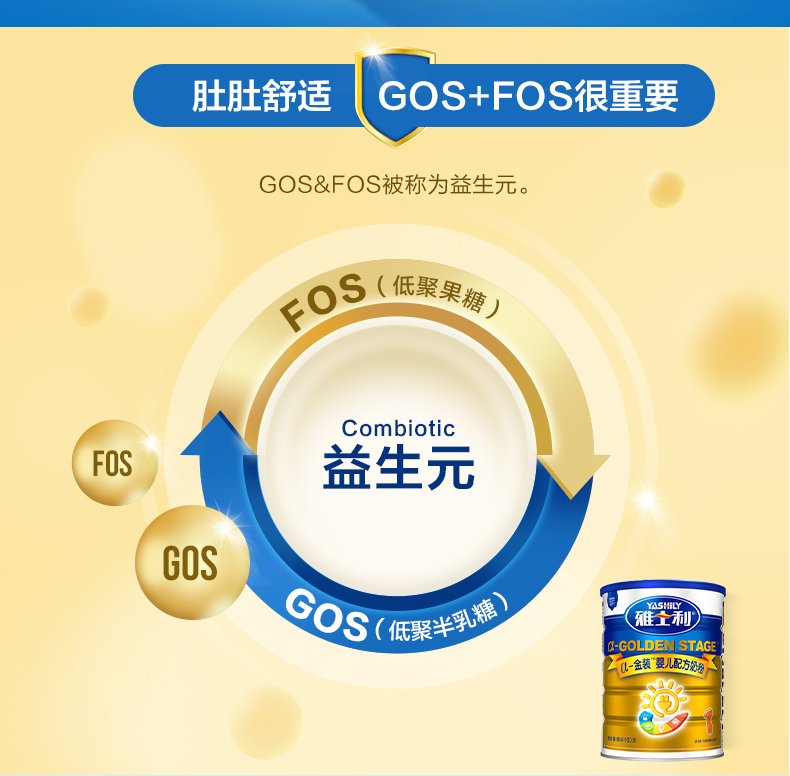 肚肚舒适 GOS+FOS很重要
GOS&FOS被称为益生元。
FOS（低聚果糖）
Combiotic
益生元
FOS
GOS
GOS（低聚半乳糖）
YASHILY
雅士利
α-GOLDEN STAGE
α-金装 婴儿配方奶粉
1